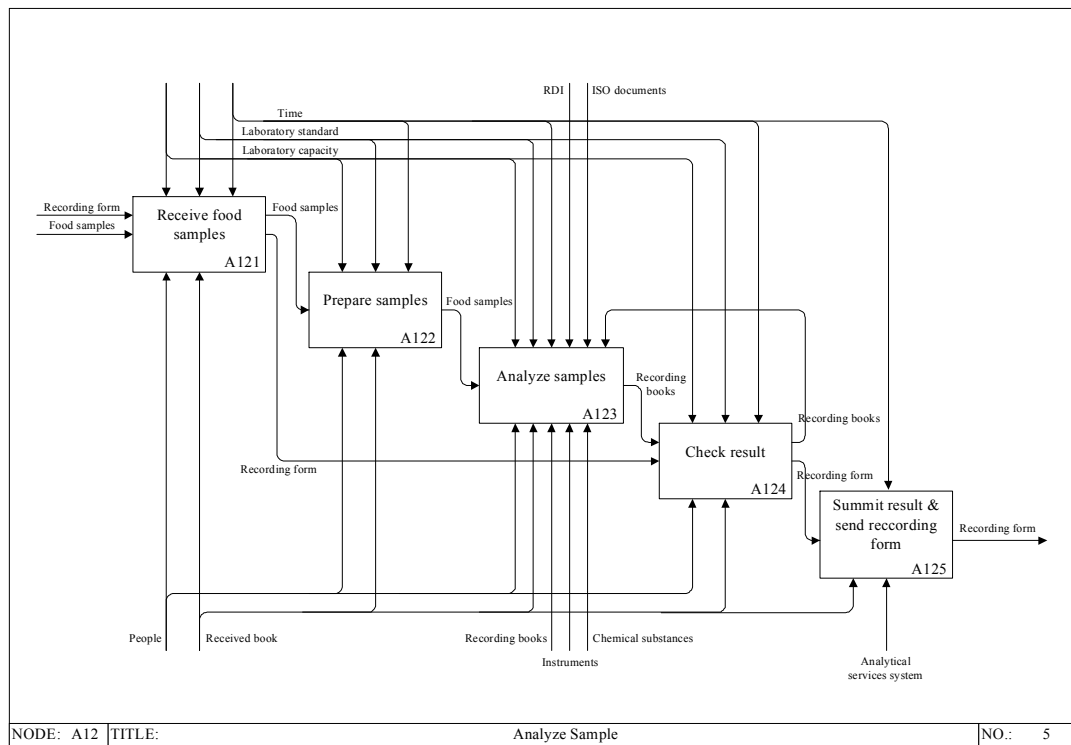 RDI
ISO documents
Time
Laboratory standard
Laboratory capacity
Recording form
Food samples
Receive food
samples
A121
Food samples
Prepare samples
A122
Food samples
Analyze samples
A123
Recording
books
Recording books
Check result
A124
Recording form
Recording form
Summit result &
send reccording
form
A125
Recording form
People
Received book
Recording books
Instruments
Chemical substances
Analytical
services system
NODE: A12
TITLE:
Analyze Sample
NO.: 5